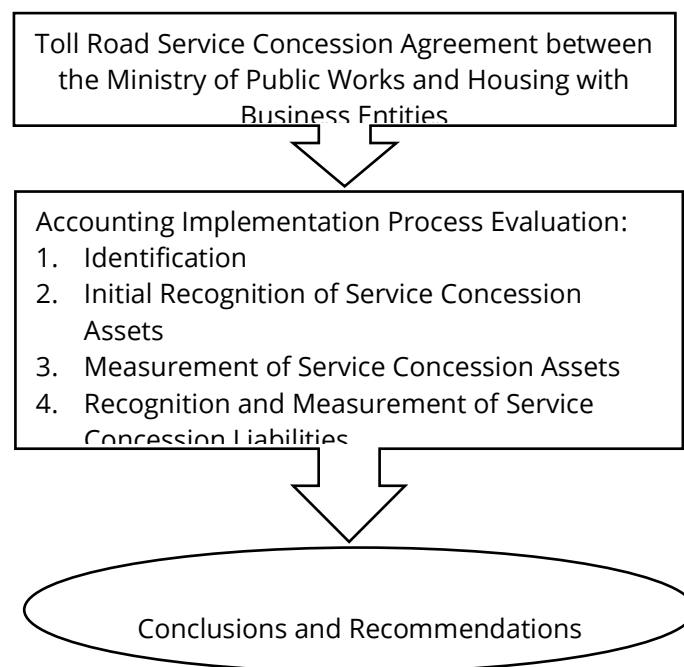 Toll Road Service Concession Agreement between
the Ministry of Public Works and Housing with
Business Entities
Accounting Implementation Process Evaluation:
1. Identification
2. Initial Recognition of Service Concession
Assets
3. Measurement of Service Concession Assets
4. Recognition and Measurement of Service
Concession Liabilities
Conclusions and Recommendations